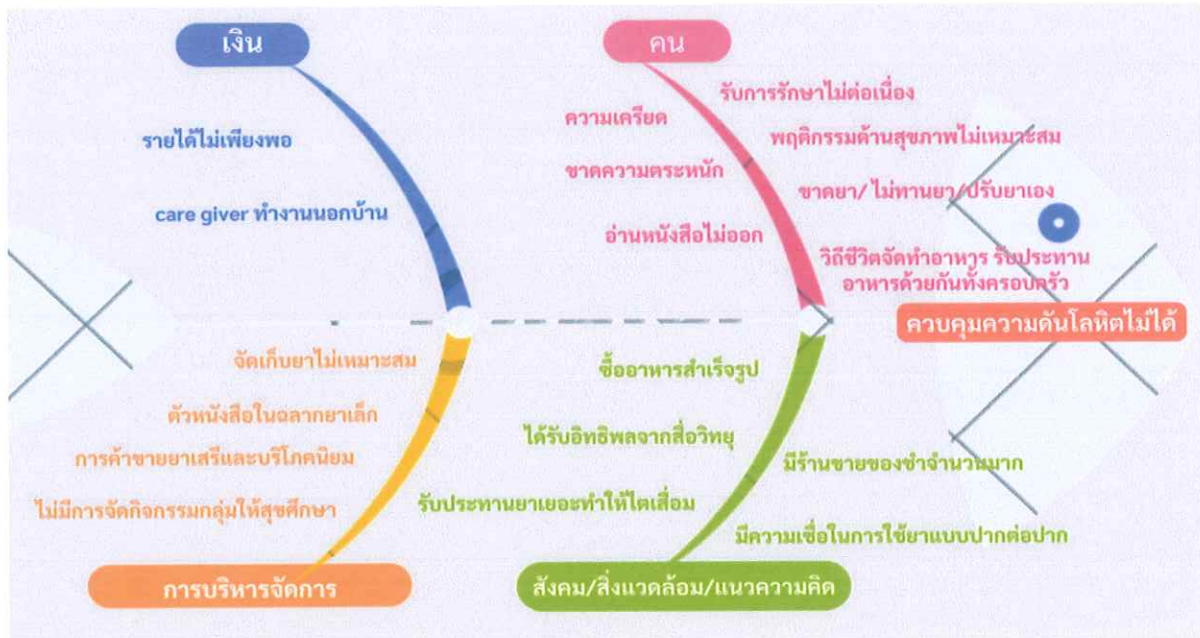 เงิน
รายได้ไม่เพียงพอ
care giver ทำงานนอกบ้าน
คน
รับการรักษาไม่ต่อเนื่อง
ความเครียด
พฤติกรรมด้านสุขภาพไม่เหมาะสม
ขาดความตระหนัก
ขาดยา/ ไม่ทานยา/ปรับยาเอง
อ่านหนังสือไม่ออก
วิถีชีวิตจัดทำอาหาร รับประทาน
อาหารด้วยกันทั้งครอบครัว
ควบคุมความดันโลหิตไม่ได้
จัดเก็บยาไม่เหมาะสม
ตัวหนังสือในฉลากยาเล็ก
การค้าขายยาเสรีและบริโภคนิยม
ไม่มีการจัดกิจกรรมกลุ่มให้สุขศึกษา
การบริหารจัดการ
ซื้ออาหารสำเร็จรูป
ได้รับอิทธิพลจากสื่อวิทยุ
มีร้านขายของชำจำนวนมาก
รับประทานยาเยอะทำให้ไตเสื่อม
มีความเชื่อในการใช้ยาแบบปากต่อปาก
สังคม/สิ่งแวดล้อม/แนวความคิด